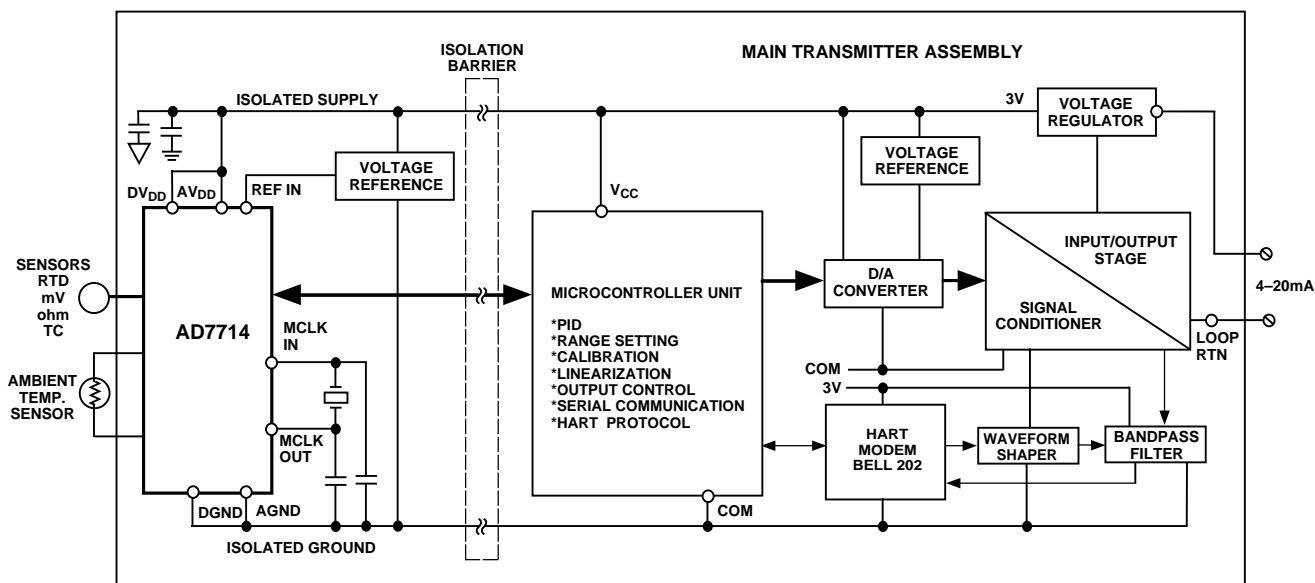 MAIN TRANSMITTER ASSEMBLY
ISOLATION
BARRIER
ISOLATED SUPPLY
3V
VOLTAGE
REGULATOR
VOLTAGE
REFERENCE
VOLTAGE
REFERENCE
DVDD
AVDD
REF IN
VCC
SENSORS
RTD
mV
ohm
TC
AD7714
MCLK
IN
MICROCONTROLLER UNIT
*PID
*RANGE SETTING
*CALIBRATION
*LINEARIZATION
*OUTPUT CONTROL
*SERIAL COMMUNICATION
*HART PROTOCOL
D/A
CONVERTER
INPUT/OUTPUT
STAGE
SIGNAL
CONDITIONER
4–20mA
LOOP
RTN
AMBIENT
TEMP.
SENSOR
MCLK
OUT
COM
3V
HART
MODEM
BELL 202
WAVEFORM
SHAPER
BANDPASS
FILTER
DGND
AGND
COM
ISOLATED GROUND